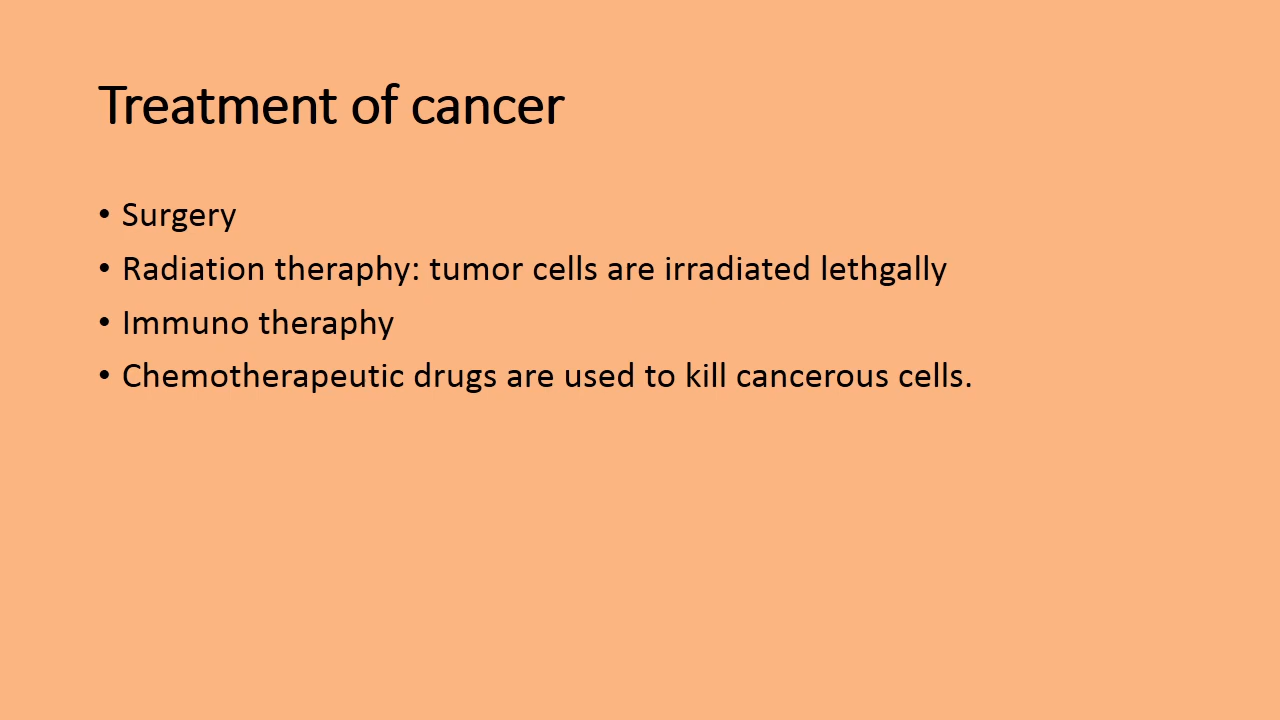 Treatment of cancer
• Surgery
• Radiation theraphy: tumor cells are irradiated lethgally
• Immuno theraphy
• Chemotherapeutic drugs are used to kill cancerous cells.